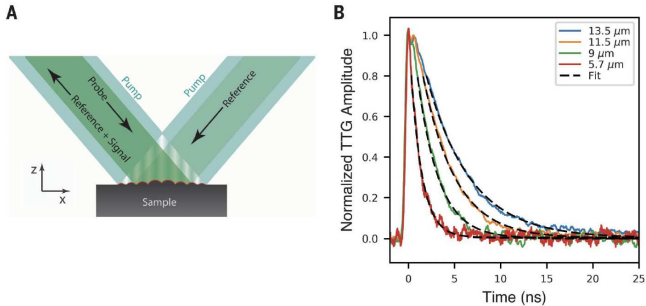 A
Pump
Probe
Reference + Signal
Pump
Reference
z
x
Sample
B
Normalized TTG Amplitude
1.0
0.8
0.6
0.4
0.2
0.0
13.5 μm
11.5 μm
9 μm
5.7 μm
Fit
0
5
10
15
20
25
Time (ns)